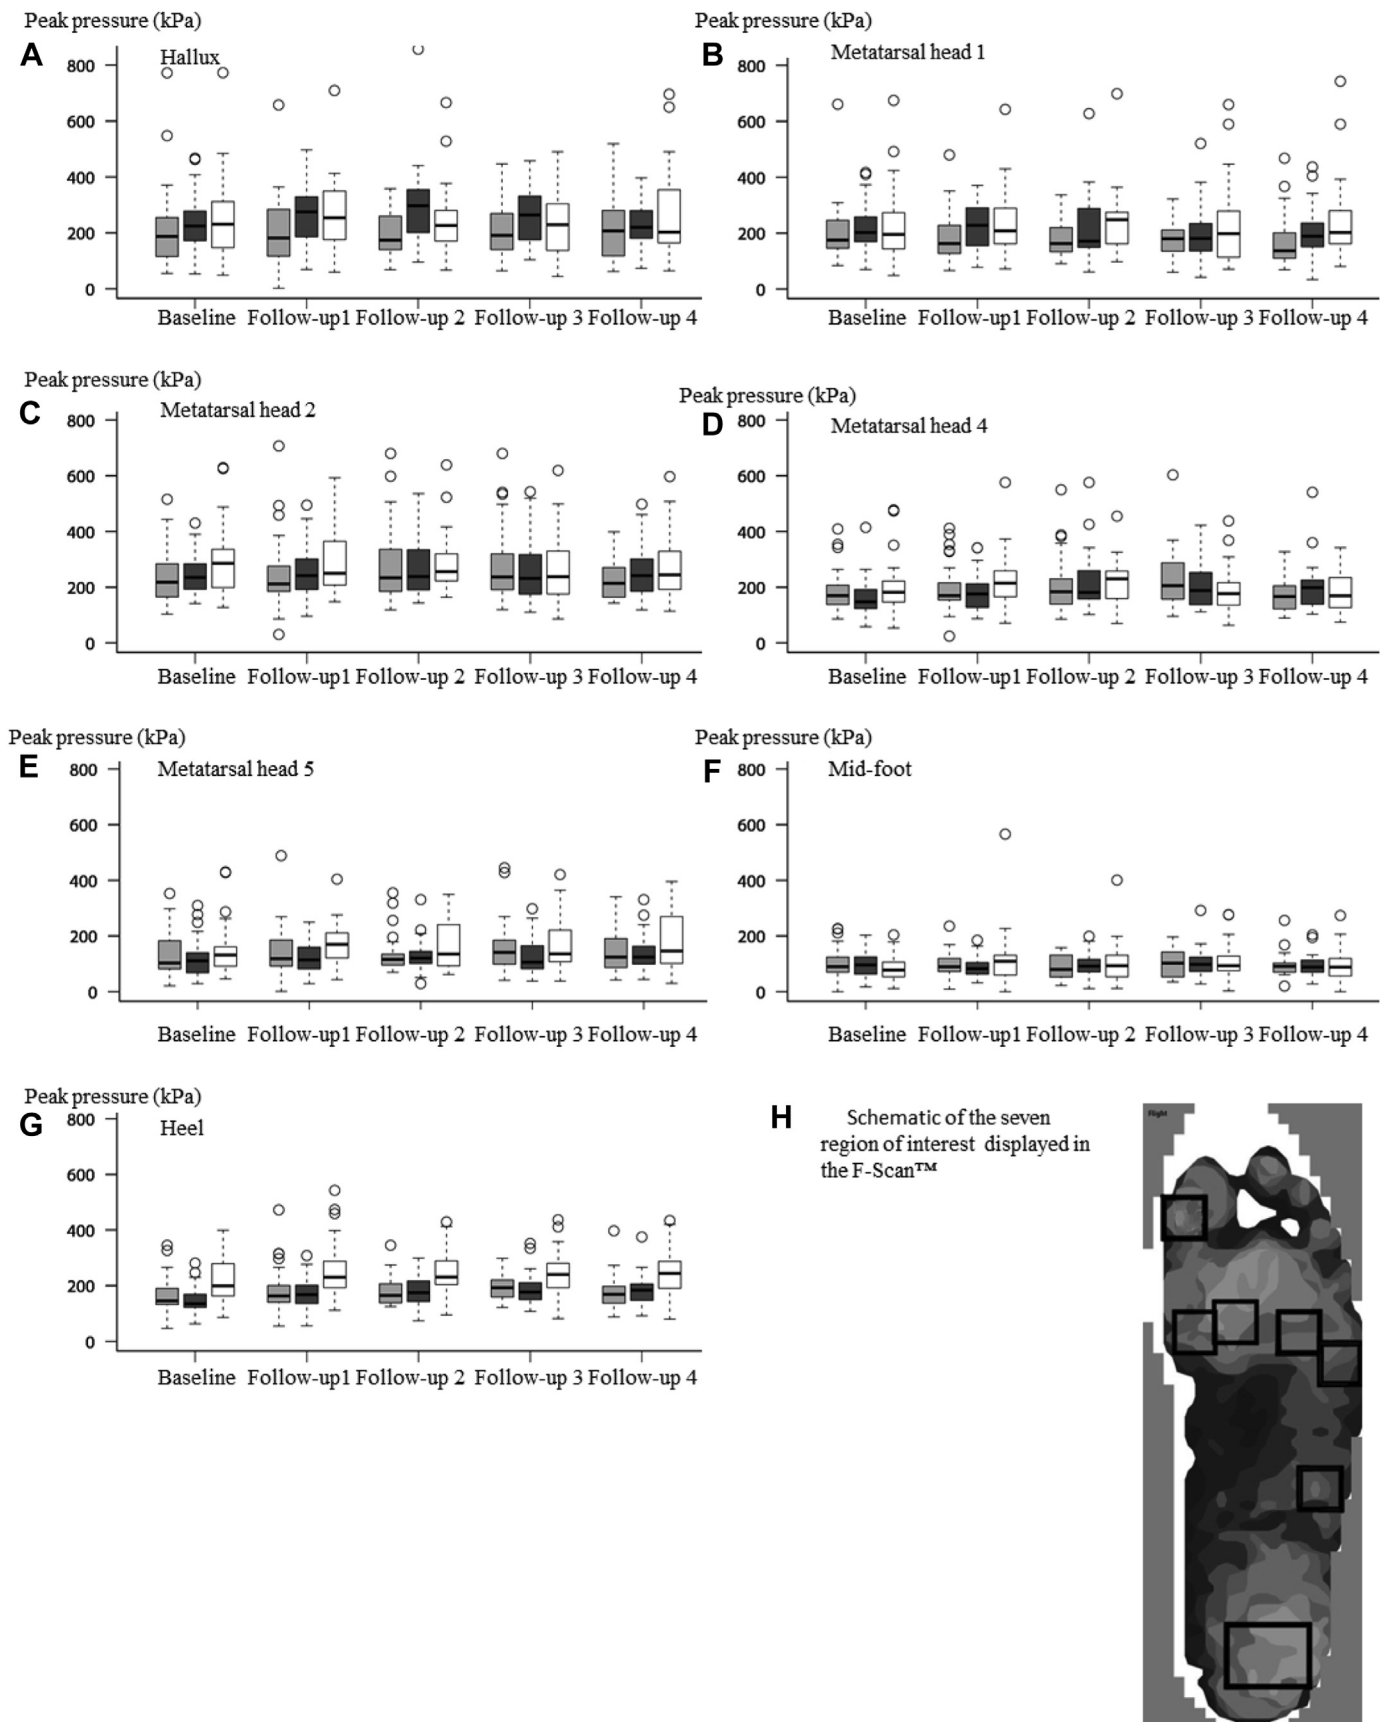 Peak pressure (kPa)
A
Hallux
800
600
400
200
0
Baseline Follow-up1 Follow-up 2 Follow-up 3 Follow-up 4
Peak pressure (kPa)
B
Metatarsal head 1
800
600
400
200
0
Baseline Follow-up1 Follow-up 2 Follow-up 3 Follow-up 4
Peak pressure (kPa)
C
Metatarsal head 2
800
600
400
200
0
Baseline Follow-up1 Follow-up 2 Follow-up 3 Follow-up 4
Peak pressure (kPa)
D
Metatarsal head 4
800
600
400
200
0
Baseline Follow-up1 Follow-up 2 Follow-up 3 Follow-up 4
Peak pressure (kPa)
E
Metatarsal head 5
800
600
400
200
0
Baseline Follow-up1 Follow-up 2 Follow-up 3 Follow-up 4
Peak pressure (kPa)
F
Mid-foot
800
600
400
200
0
Baseline Follow-up1 Follow-up 2 Follow-up 3 Follow-up 4
Peak pressure (kPa)
G
Heel
800
600
400
200
0
Baseline Follow-up1 Follow-up 2 Follow-up 3 Follow-up 4
H
Schematic of the seven
region of interest displayed in
the F-Scan™